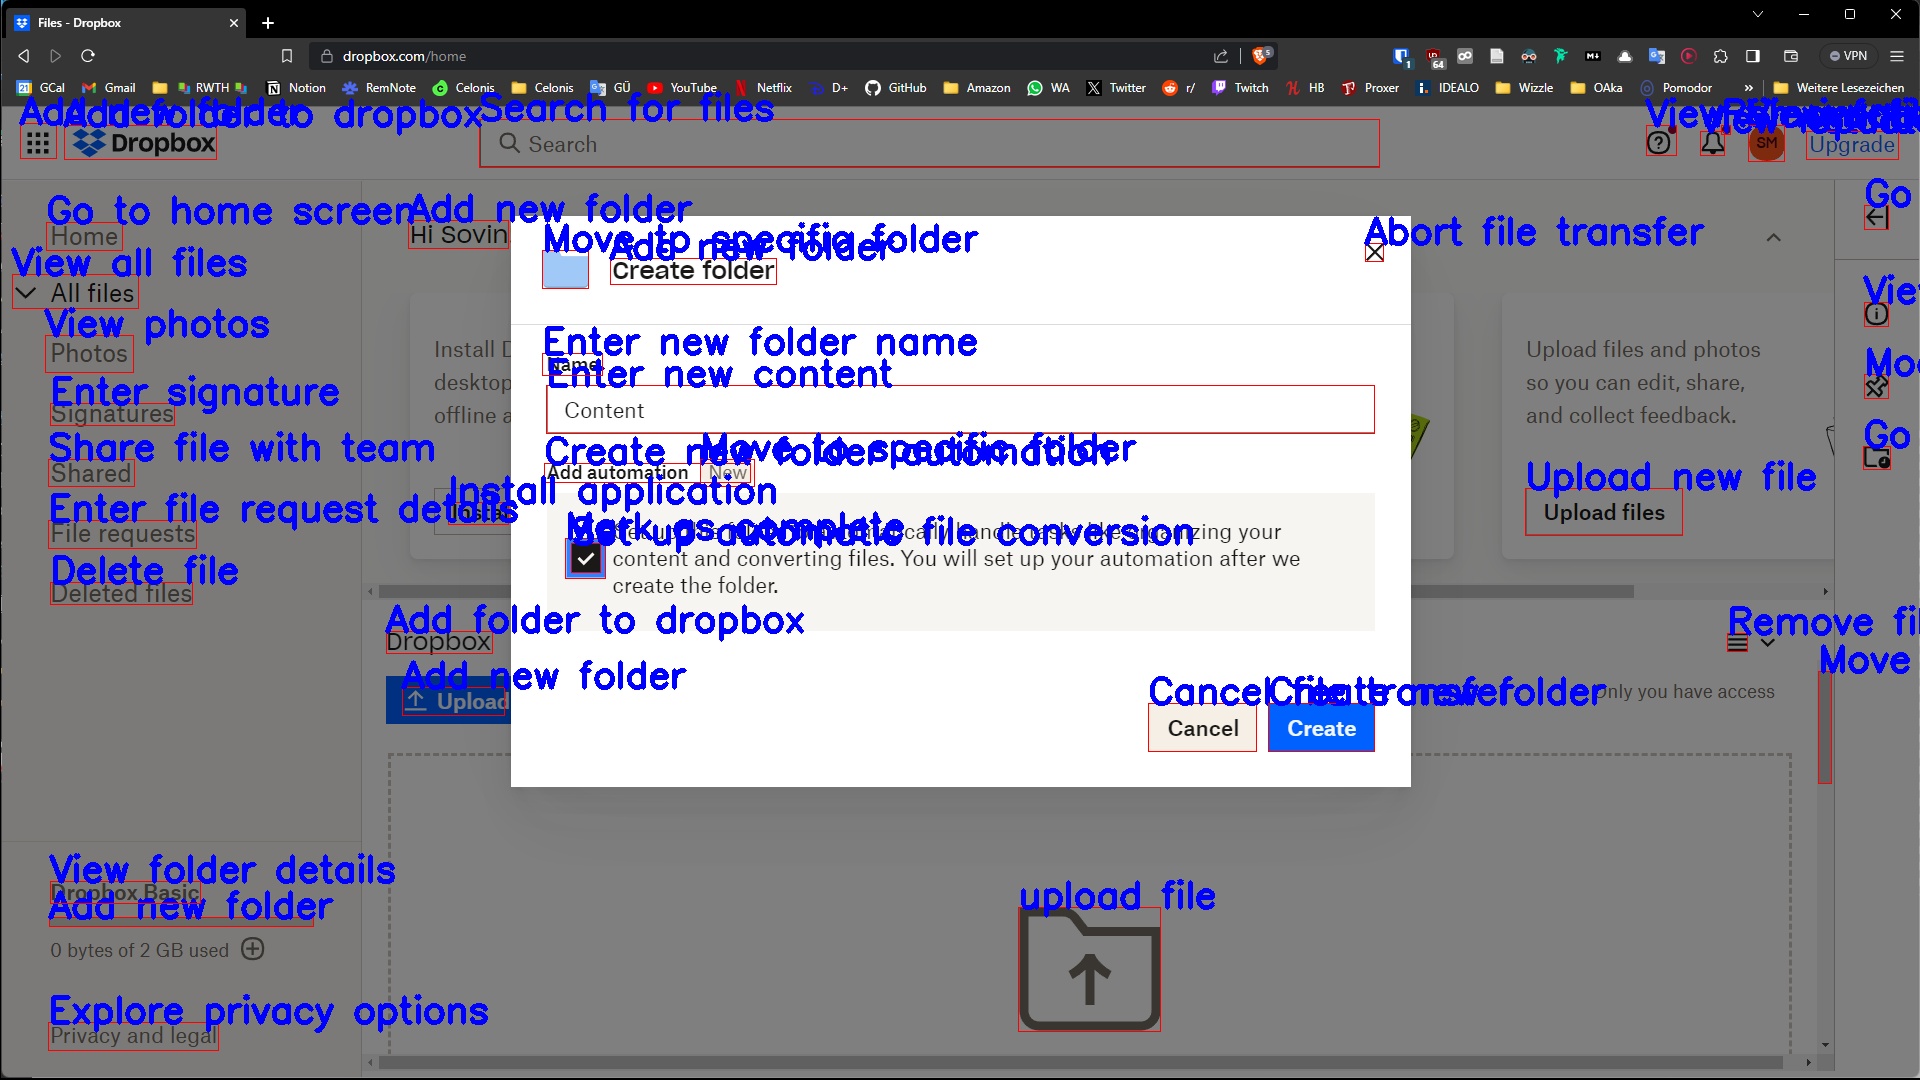 Files - Dropbox
dropbox.com/home
5
1
64
VPN
GCal
Gmail
RWTH
Notion
RemNote
Celonis
Celonis
GÜ
YouTube
Netflix
D+
GitHub
Amazon
WA
Twitter
r/
Twitch
HB
Proxer
IDEALO
Wizzle
OAka
Pomodor
»
Weitere Lesezeichen
Add new folder
Add folder to dropbox
Search for files
Dropbox
Search
SM
Upgrade
Go to home screen
Home
View all files
All files
View photos
Photos
Enter signature
Signatures
Share file with team
Shared
Enter file request details
File requests
Delete file
Deleted files
View folder details
Dropbox Basic
Add new folder
0 bytes of 2 GB used
Explore privacy options
Privacy and legal
Add new folder
Hi Sovin
Install D
desktop
offline a
Install application
Move to specific folder
Add new folder
Create folder
Abort file transfer
Enter new folder name
Name
Enter new content
Content
Create new folder automation
Move to specific folder
Add automation
New
Mark as complete
Set up automatic file conversion
content and converting files. You will set up your automation after we
create the folder.
Cancel file transfer
Create new folder
Cancel
Create
Upload files and photos
so you can edit, share,
and collect feedback.
Upload new file
Upload files
Go
Go
Add folder to dropbox
Dropbox
Add new folder
Upload
Move
Only you have access
upload file